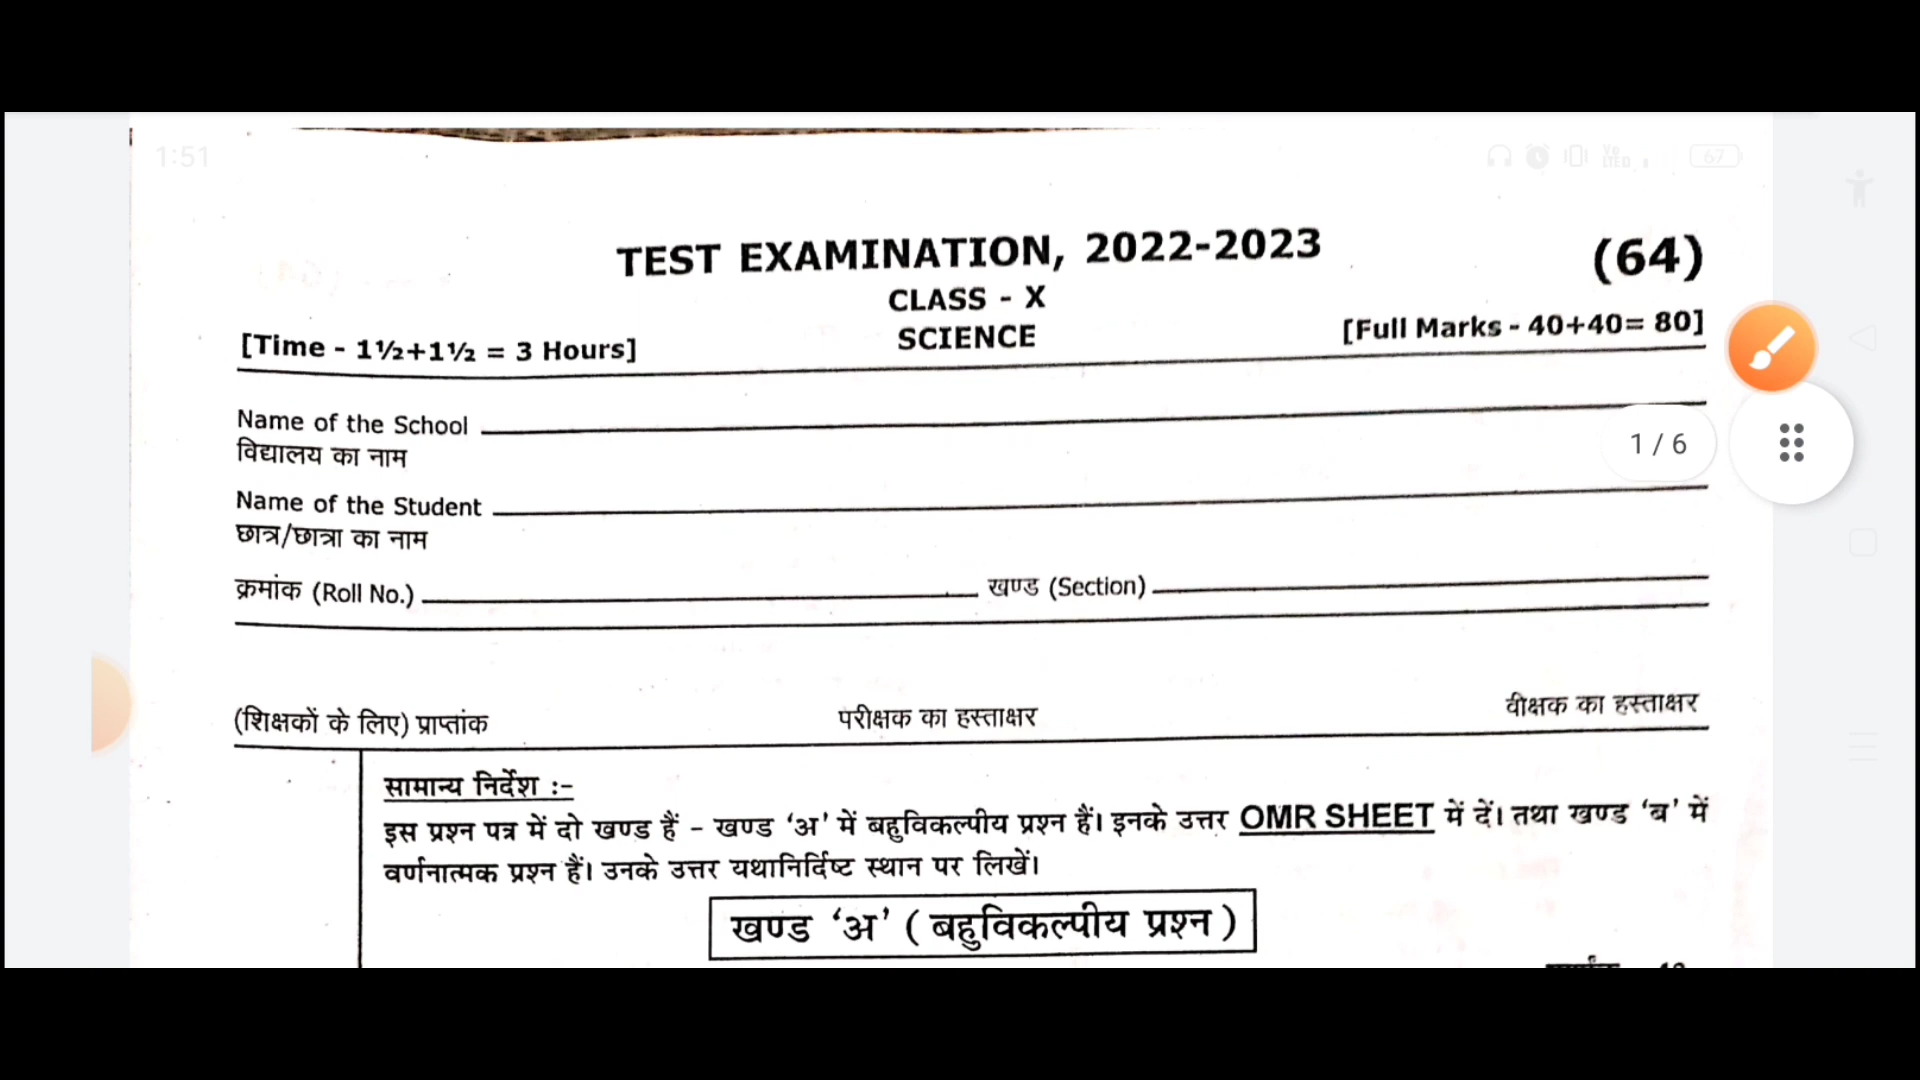 1:51
67
TEST EXAMINATION, 2022-2023
(64)
CLASS - X
[Time - 1½+1½ = 3 Hours]
SCIENCE
[Full Marks - 40+40= 80]
Name of the School
विद्यालय का नाम
1 / 6
Name of the Student
छात्र/छात्रा का नाम
क्रमांक (Roll No.) खण्ड (Section)
(शिक्षकों के लिए) प्राप्तांक परीक्षक का हस्ताक्षर वीक्षक का हस्ताक्षर
सामान्य निर्देश :-
इस प्रश्न पत्र में दो खण्ड हैं - खण्ड ‘अ’ में बहुविकल्पीय प्रश्न हैं। इनके उत्तर OMR SHEET में दें। तथा खण्ड ‘ब’ में
वर्णनात्मक प्रश्न हैं। उनके उत्तर यथानिर्दिष्ट स्थान पर लिखें।
खण्ड ‘अ’ ( बहुविकल्पीय प्रश्न )